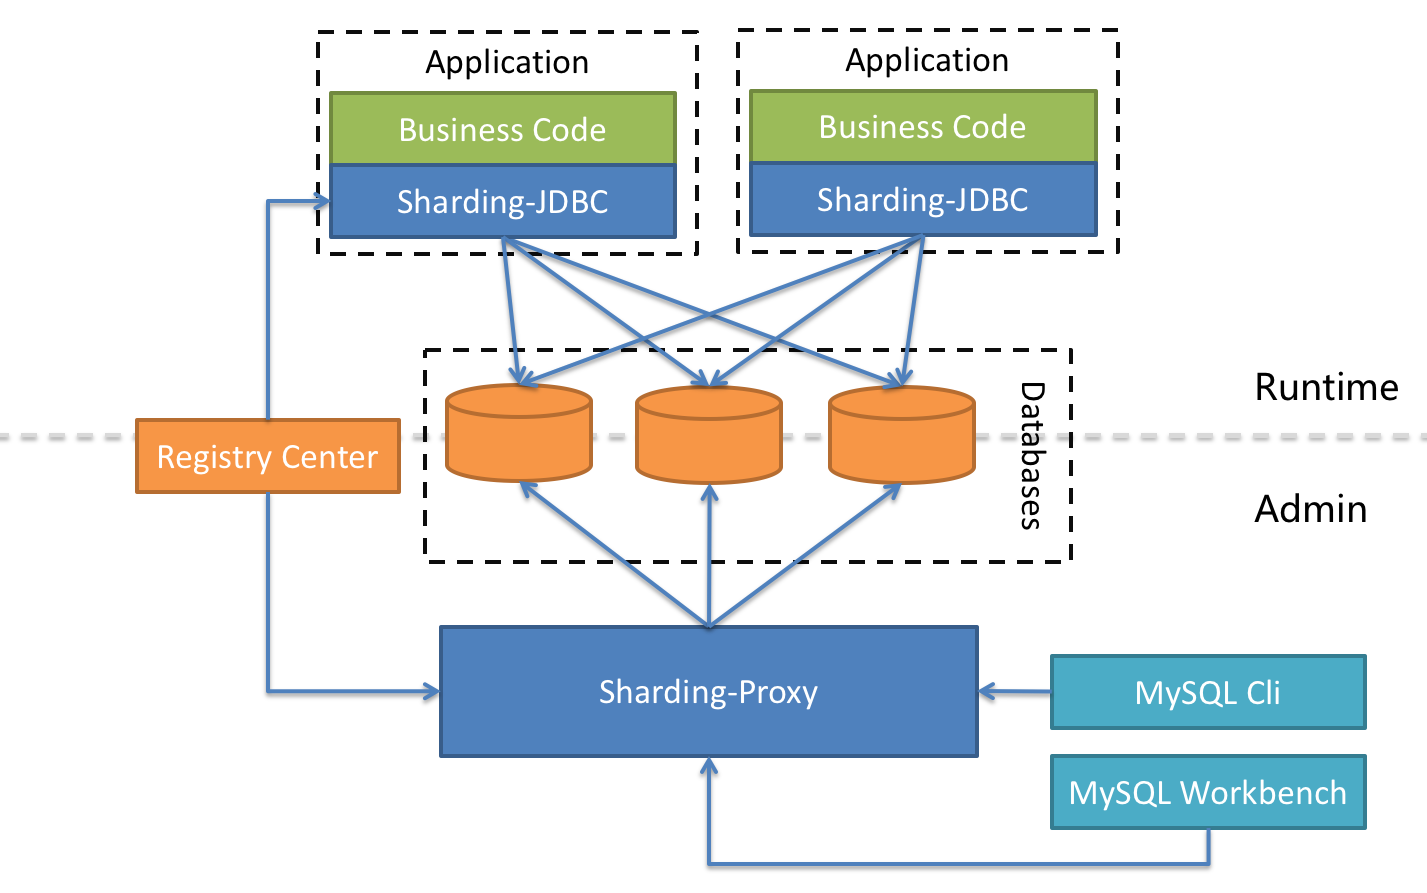 Application
Business Code
Sharding-JDBC
Application
Business Code
Sharding-JDBC
Runtime
Databases
Registry Center
Admin
Sharding-Proxy
MySQL Cli
MySQL Workbench